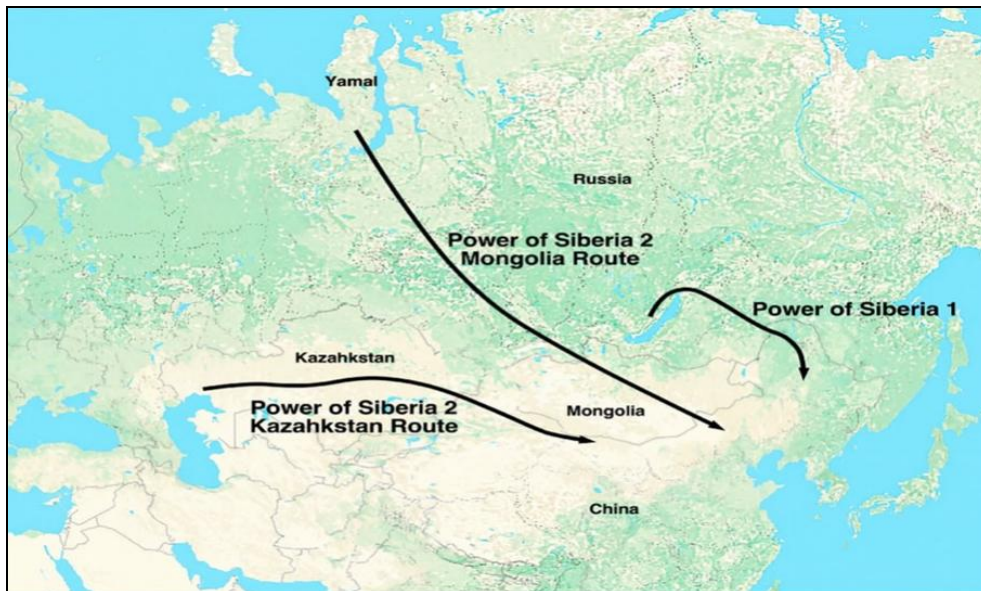 Yamal
Russia
Power of Siberia 2
Mongolia Route
Power of Siberia 1
Kazahkstan
Power of Siberia 2
Kazahkstan Route
Mongolia
China